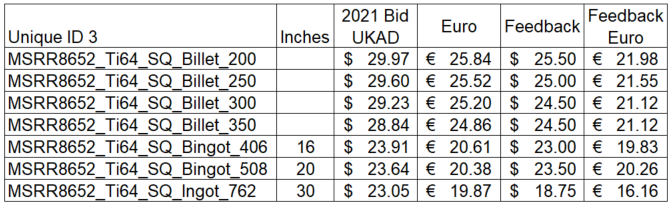 Unique ID 3 Inches 2021 Bid UKAD Euro Feedback Feedback Euro
MSRR8652_Ti64_SQ_Billet_200 $ 29.97 € 25.84 $ 25.50 € 21.98
MSRR8652_Ti64_SQ_Billet_250 $ 29.60 € 25.52 $ 25.00 € 21.55
MSRR8652_Ti64_SQ_Billet_300 $ 29.23 € 25.20 $ 24.50 € 21.12
MSRR8652_Ti64_SQ_Billet_350 $ 28.84 € 24.86 $ 24.50 € 21.12
MSRR8652_Ti64_SQ_Bingot_406 16 $ 23.91 € 20.61 $ 23.00 € 19.83
MSRR8652_Ti64_SQ_Bingot_508 20 $ 23.64 € 20.38 $ 23.50 € 20.26
MSRR8652_Ti64_SQ_Ingot_762 30 $ 23.05 € 19.87 $ 18.75 € 16.16